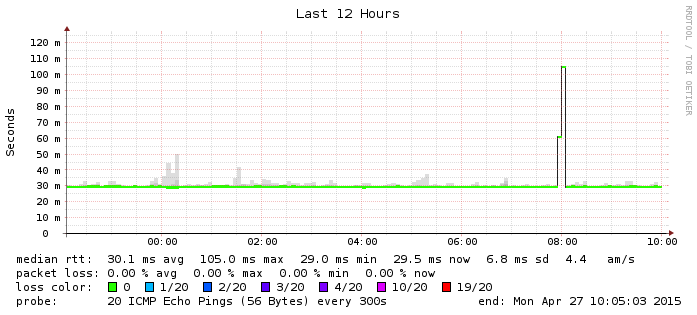 Last 12 Hours
RRDTOOL / TOBI OETIKER
Seconds
120 m
110 m
100 m
90 m
80 m
70 m
60 m
50 m
40 m
30 m
20 m
10 m
0
00:00 02:00 04:00 06:00 08:00 10:00
median rtt: 30.1 ms avg 105.0 ms max 29.0 ms min 29.5 ms now 6.8 ms sd 4.4 am/s
packet loss: 0.00 % avg 0.00 % max 0.00 % min 0.00 % now
loss color: 0 1/20 2/20 3/20 4/20 10/20 19/20
probe: 20 ICMP Echo Pings (56 Bytes) every 300s end: Mon Apr 27 10:05:03 2015